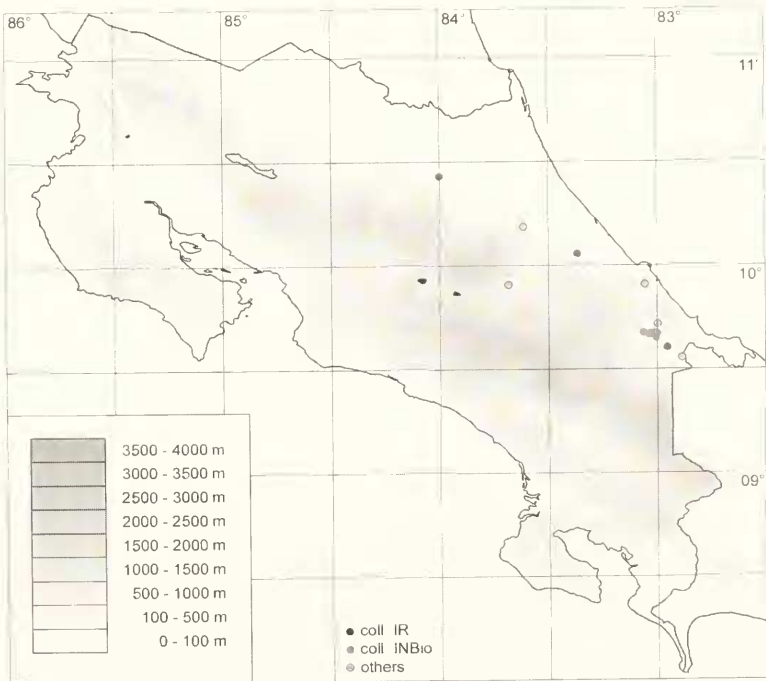 86° 85° 84' 83°
11'
10°
09°
3500 - 4000 m
3000 - 3500 m
2500 - 3000 m
2000 - 2500 m
1500 - 2000 m
1000 - 1500 m
500 - 1000 m
100 - 500 m
0 - 100 m
coll IR
coll INBIO
others